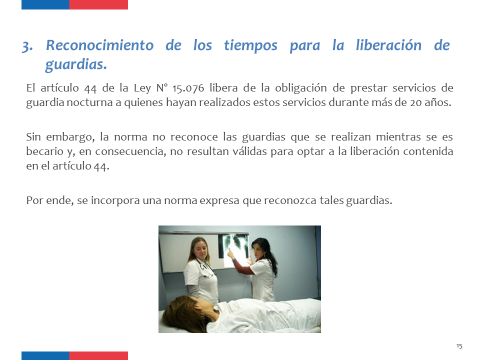 3. Reconocimiento de los tiempos para la liberación de
guardias.
El artículo 44 de la Ley N° 15.076 libera de la obligación de prestar servicios de
guardia nocturna a quienes hayan realizados estos servicios durante más de 20 años.
Sin embargo, la norma no reconoce las guardias que se realizan mientras se es
becario y, en consecuencia, no resultan válidas para optar a la liberación contenida
en el artículo 44.
Por ende, se incorpora una norma expresa que reconozca tales guardias.
15